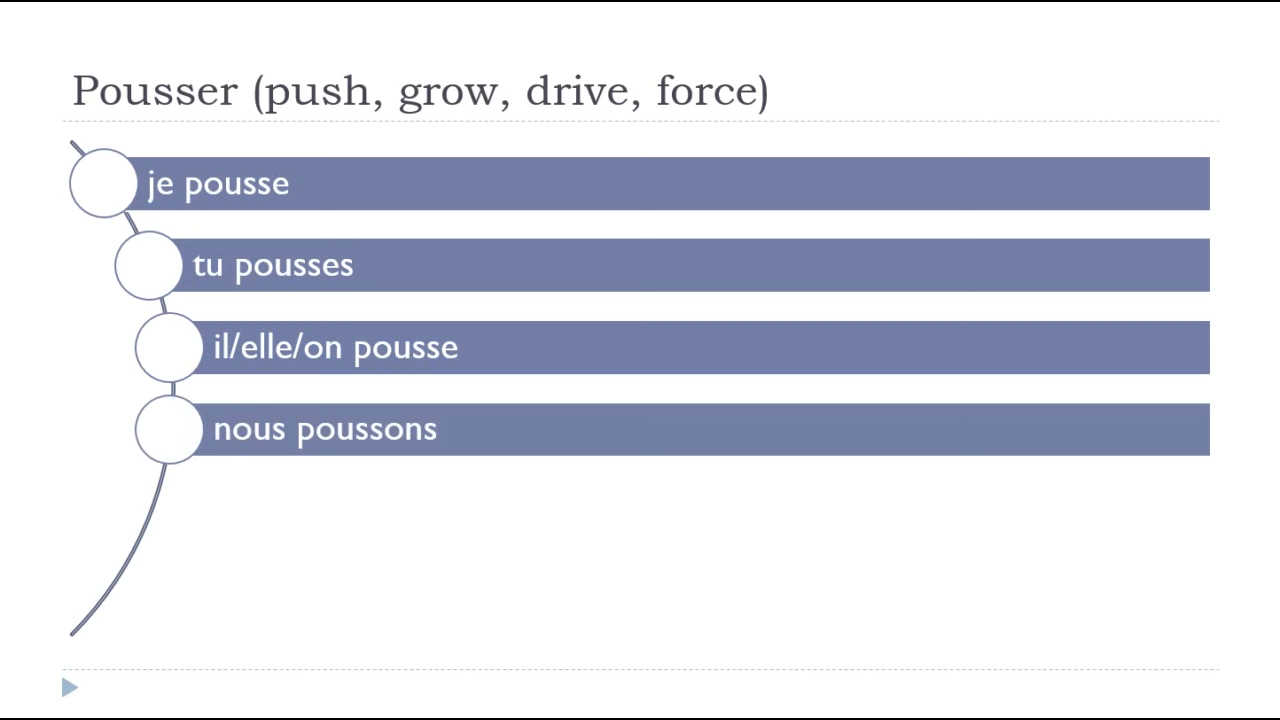 Pousser (push, grow, drive, force)
je pousse
tu pousses
il/elle/on pousse
nous poussons